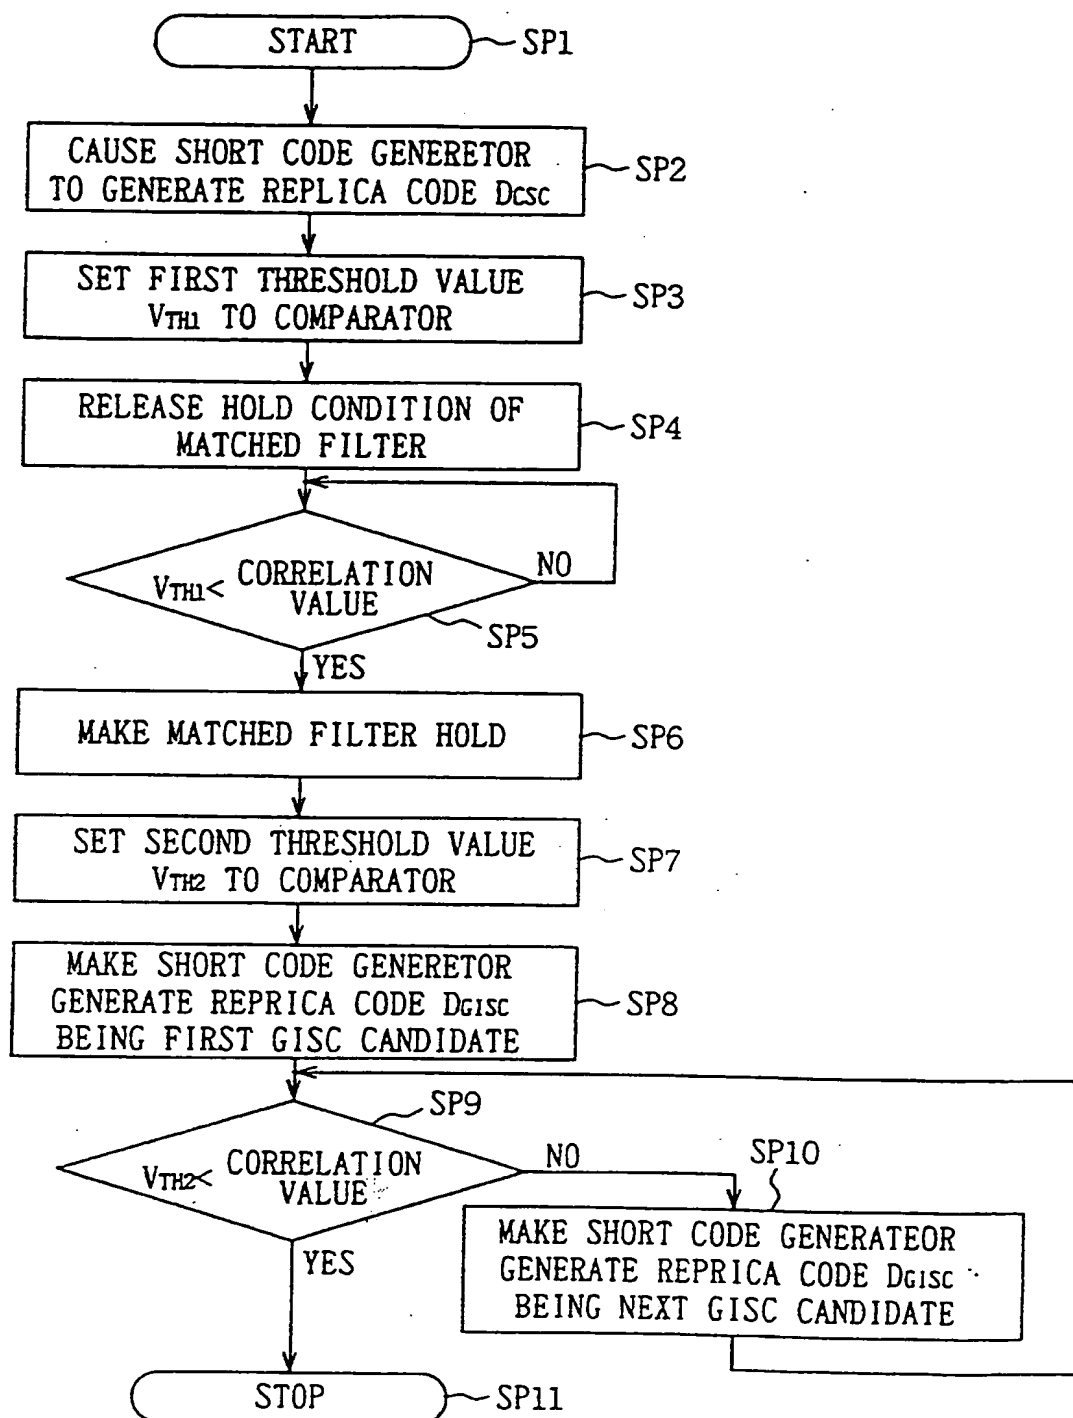 START
SP1
CAUSE SHORT CODE GENERETOR
TO GENERATE REPLICA CODE DCSC
SP2
SET FIRST THRESHOLD VALUE
VTH1 TO COMPARATOR
SP3
RELEASE HOLD CONDITION OF
MATCHED FILTER
SP4
VTH1< CORRELATION
VALUE
NO
SP5
YES
MAKE MATCHED FILTER HOLD
SP6
SET SECOND THRESHOLD VALUE
VTH2 TO COMPARATOR
SP7
MAKE SHORT CODE GENERETOR
GENERATE REPRICA CODE DGISC
BEING FIRST GISC CANDIDATE
SP8
SP9
VTH2< CORRELATION
VALUE
NO
YES
SP10
MAKE SHORT CODE GENERATEOR
GENERATE REPRICA CODE DGISC
BEING NEXT GISC CANDIDATE
STOP
SP11